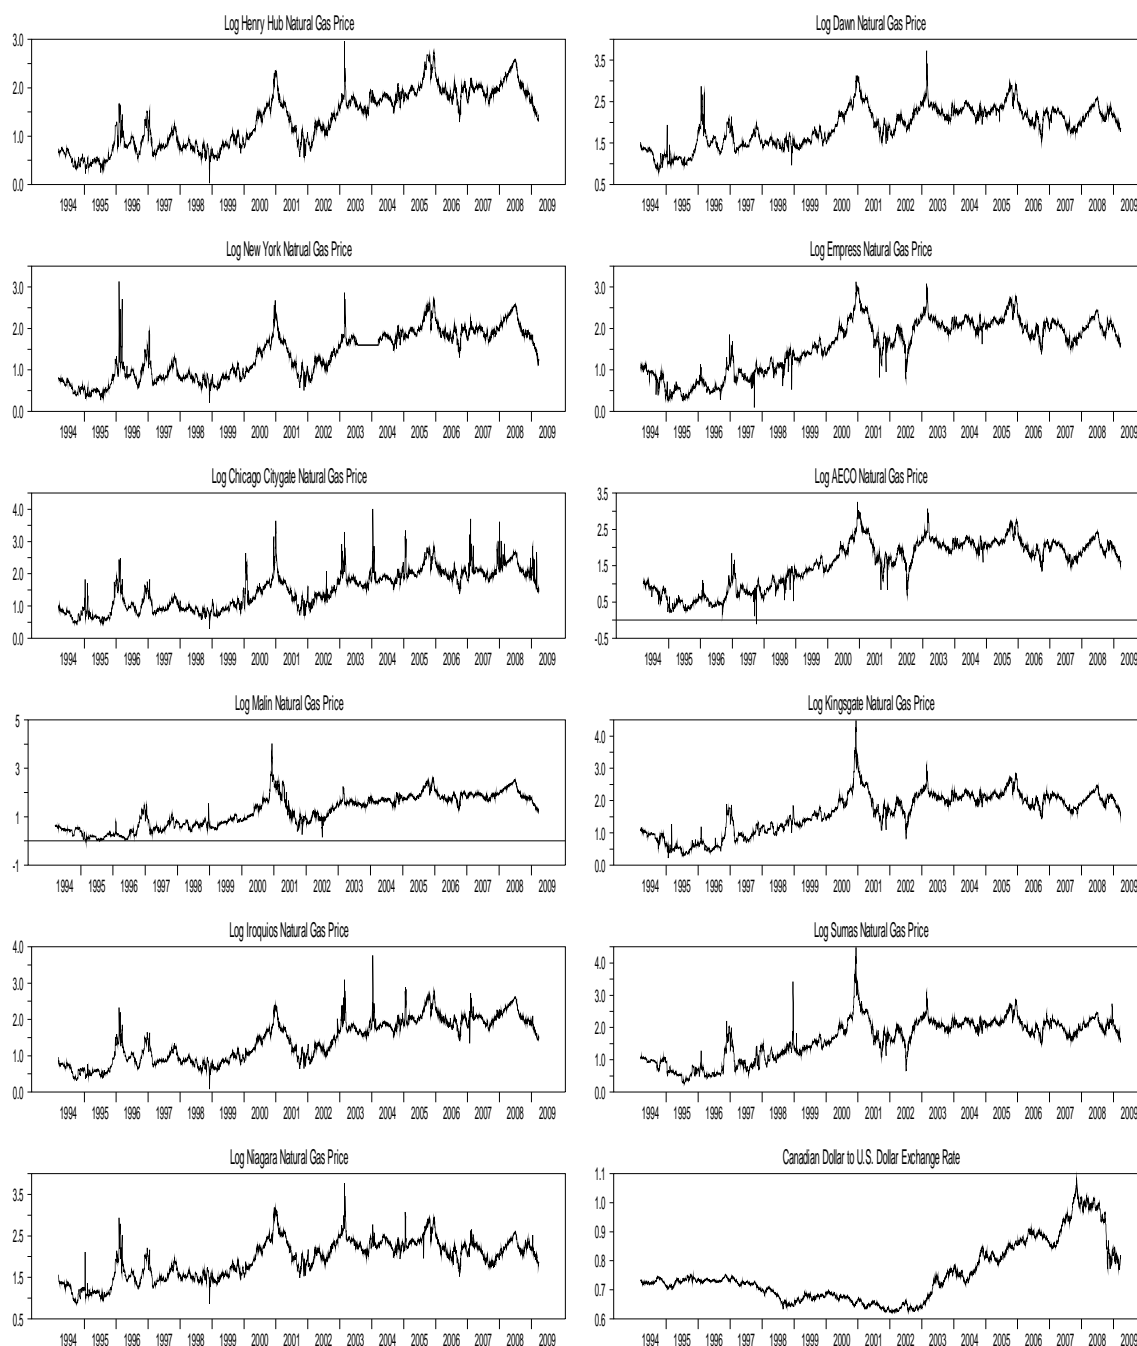 Log Henry Hub Natural Gas Price
3.0
2.0
1.0
0.0
1994 1995 1996 1997 1998 1999 2000 2001 2002 2003 2004 2005 2006 2007 2008 2009
Log Dawn Natural Gas Price
3.5
2.5
1.5
0.5
1994 1995 1996 1997 1998 1999 2000 2001 2002 2003 2004 2005 2006 2007 2008 2009
Log New York Natrual Gas Price
3.0
2.0
1.0
0.0
1994 1995 1996 1997 1998 1999 2000 2001 2002 2003 2004 2005 2006 2007 2008 2009
Log Empress Natural Gas Price
3.0
2.0
1.0
0.0
1994 1995 1996 1997 1998 1999 2000 2001 2002 2003 2004 2005 2006 2007 2008 2009
Log Chicago Citygate Natural Gas Price
4.0
3.0
2.0
1.0
0.0
1994 1995 1996 1997 1998 1999 2000 2001 2002 2003 2004 2005 2006 2007 2008 2009
Log AECO Natural Gas Price
3.5
2.5
1.5
0.5
-0.5
1994 1995 1996 1997 1998 1999 2000 2001 2002 2003 2004 2005 2006 2007 2008 2009
Log Malin Natural Gas Price
5
3
1
-1
1994 1995 1996 1997 1998 1999 2000 2001 2002 2003 2004 2005 2006 2007 2008 2009
Log Kingsgate Natural Gas Price
4.0
3.0
2.0
1.0
0.0
1994 1995 1996 1997 1998 1999 2000 2001 2002 2003 2004 2005 2006 2007 2008 2009
Log Iroquios Natural Gas Price
4.0
3.0
2.0
1.0
0.0
1994 1995 1996 1997 1998 1999 2000 2001 2002 2003 2004 2005 2006 2007 2008 2009
Log Sumas Natural Gas Price
4.0
3.0
2.0
1.0
0.0
1994 1995 1996 1997 1998 1999 2000 2001 2002 2003 2004 2005 2006 2007 2008 2009
Log Niagara Natural Gas Price
3.5
2.5
1.5
0.5
1994 1995 1996 1997 1998 1999 2000 2001 2002 2003 2004 2005 2006 2007 2008 2009
Canadian Dollar to U.S. Dollar Exchange Rate
1.1
1.0
0.9
0.8
0.7
0.6
1994 1995 1996 1997 1998 1999 2000 2001 2002 2003 2004 2005 2006 2007 2008 2009